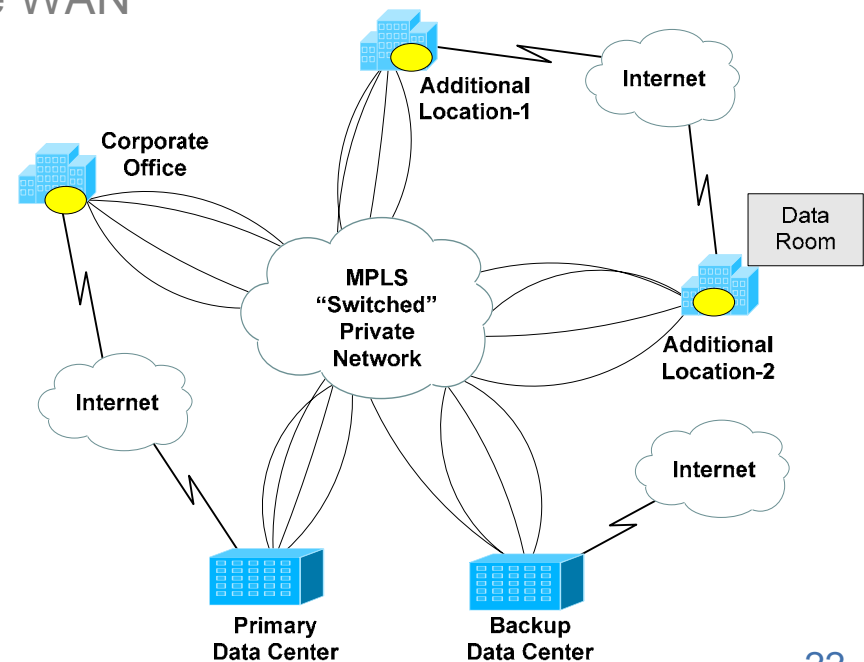 WAN
Additional
Location-1
Internet
Corporate
Office
Data
Room
MPLS
“Switched”
Private
Network
Additional
Location-2
Internet
Internet
Primary
Data Center
Backup
Data Center